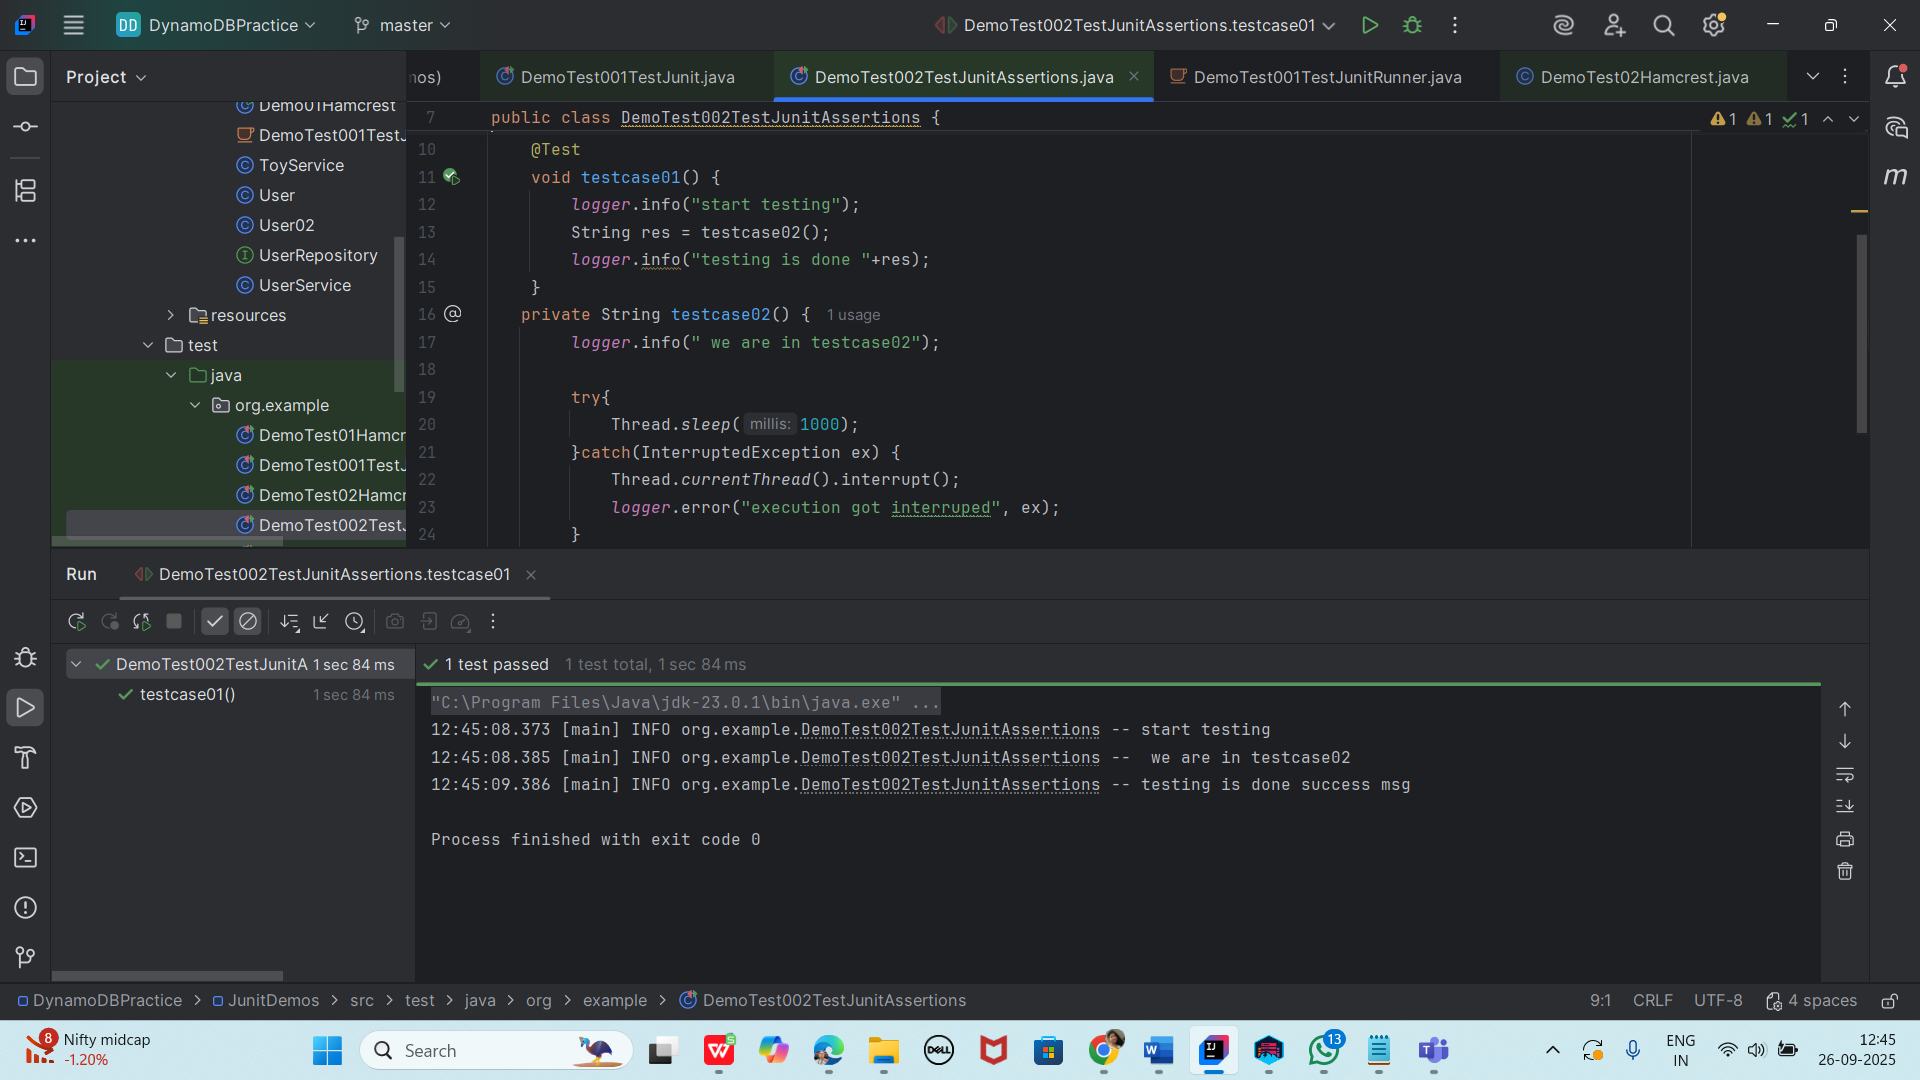 DD DynamoDBPractice master DemoTest002TestJunitAssertions.testcase01
Project
nos) DemoTest001TestJunit.java DemoTest002TestJunitAssertions.java DemoTest001TestJunitRunner.java DemoTest02Hamcrest.java
Demo01Hamcrest
DemoTest001TestJ
ToyService
User
User02
UserRepository
UserService
resources
test
java
org.example
DemoTest01Hamcr
DemoTest001TestJ
DemoTest02Hamcr
DemoTest002TestJ
7 public class DemoTest002TestJunitAssertions {
1 1 1
10 @Test
11 void testcase01() {
12 logger.info("start testing");
13 String res = testcase02();
14 logger.info("testing is done "+res);
15 }
16 @ private String testcase02() { 1 usage
17 logger.info(" we are in testcase02");
18
19 try{
20 Thread.sleep( millis: 1000);
21 }catch(InterruptedException ex) {
22 Thread.currentThread().interrupt();
23 logger.error("execution got interruped", ex);
24 }
m
Run DemoTest002TestJunitAssertions.testcase01
DemoTest002TestJunitA 1 sec 84 ms
testcase01() 1 sec 84 ms
1 test passed 1 test total, 1 sec 84 ms
"C:\Program Files\Java\jdk-23.0.1\bin\java.exe" ...
12:45:08.373 [main] INFO org.example.DemoTest002TestJunitAssertions -- start testing
12:45:08.385 [main] INFO org.example.DemoTest002TestJunitAssertions --  we are in testcase02
12:45:09.386 [main] INFO org.example.DemoTest002TestJunitAssertions -- testing is done success msg
Process finished with exit code 0
DynamoDBPractice > JunitDemos > src > test > java > org > example > DemoTest002TestJunitAssertions
9:1 CRLF UTF-8 4 spaces
8 Nifty midcap
-1.20%
Search
DELL
13
ENG
IN
12:45
26-09-2025